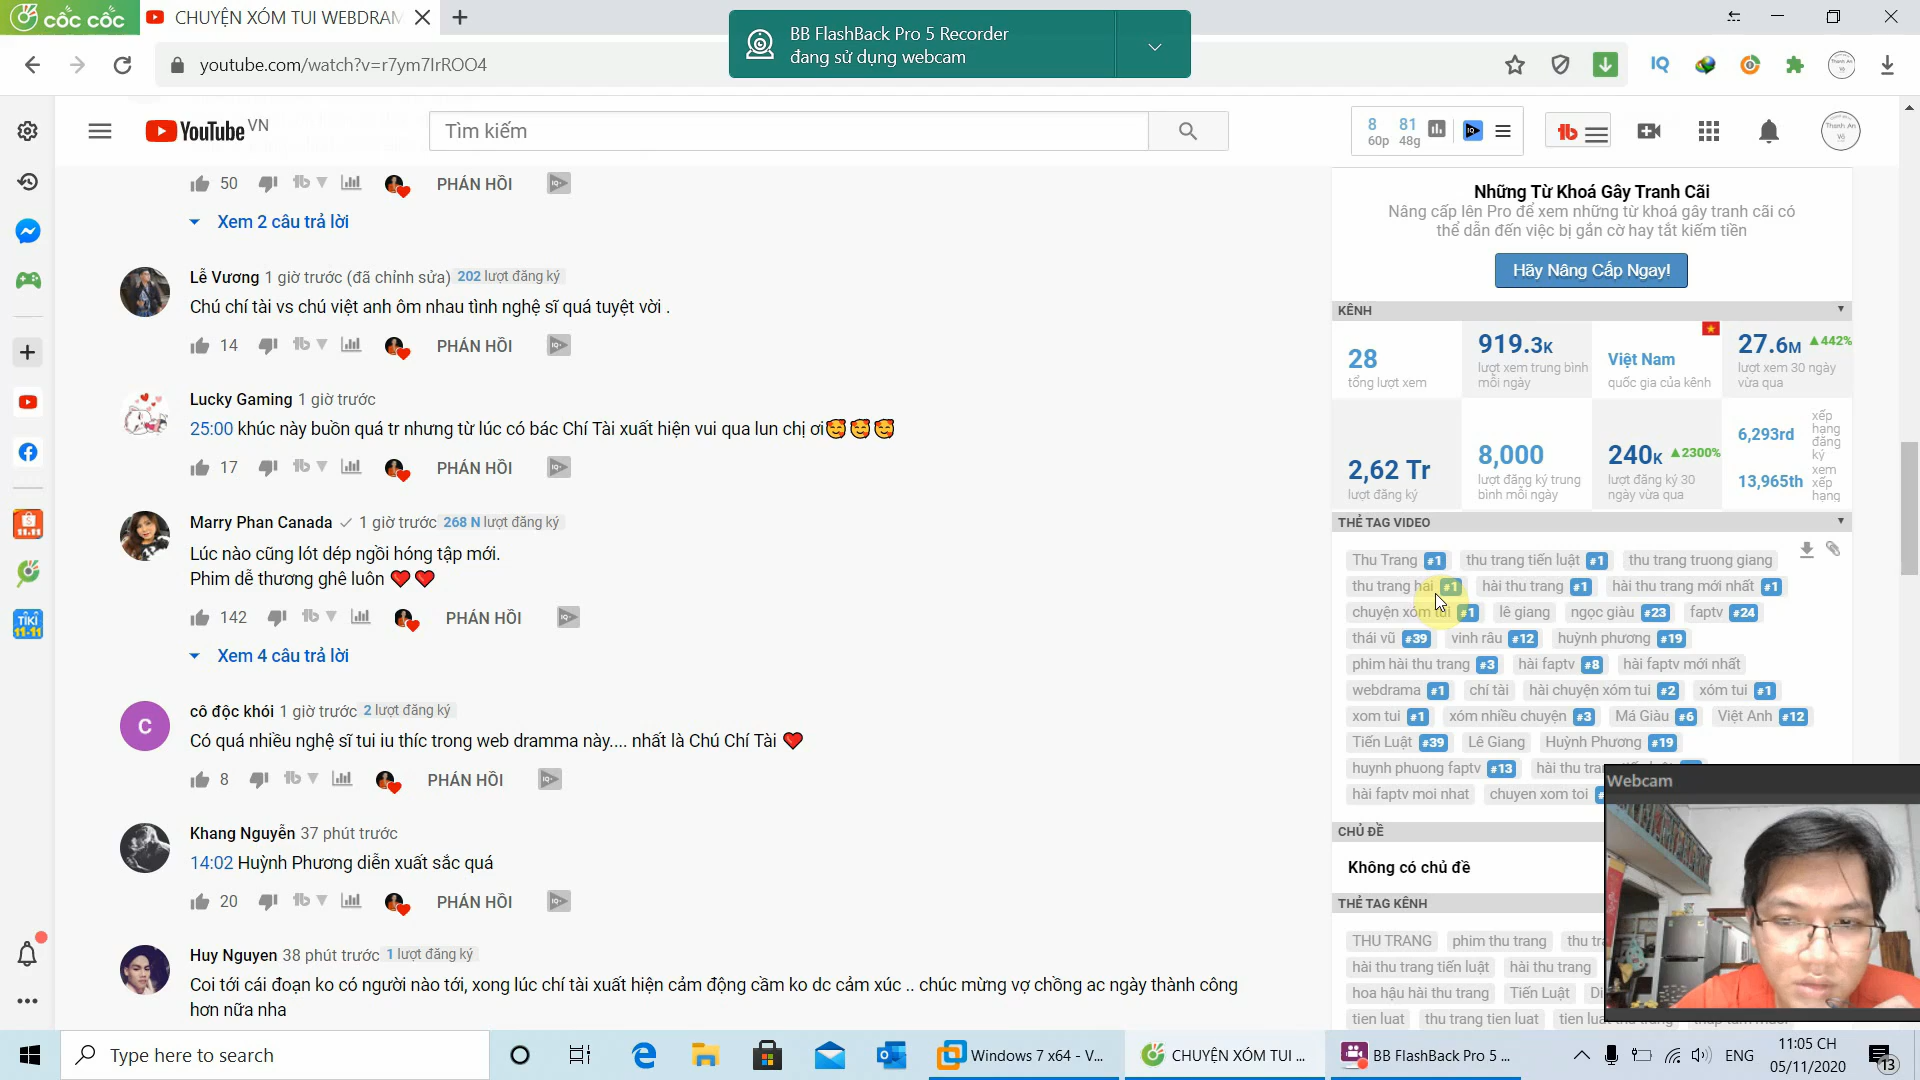 cốc cốc
CHUYỆN XÓM TUI WEBDRAM
BB FlashBack Pro 5 Recorder
đang sử dụng webcam
youtube.com/watch?v=r7ym7IrROO4
IQ
YouTube VN
Tìm kiếm
8 81
60p 48g
50 PHẢN HỒI
Xem 2 câu trả lời
Lễ Vương 1 giờ trước (đã chỉnh sửa) 202 lượt đăng ký
Chú chí tài vs chú việt anh ôm nhau tình nghệ sĩ quá tuyệt vời .
14 PHẢN HỒI
Lucky Gaming 1 giờ trước
25:00 khúc này buồn quá tr nhưng từ lúc có bác Chí Tài xuất hiện vui qua lun chị ơi🥰🥰🥰
17 PHẢN HỒI
Marry Phan Canada 1 giờ trước 268 N lượt đăng ký
Lúc nào cũng lót dép ngồi hóng tập mới.
Phim dễ thương ghê luôn ❤❤
142 PHẢN HỒI
Xem 4 câu trả lời
C
cô độc khói 1 giờ trước 2 lượt đăng ký
Có quá nhiều nghệ sĩ tui iu thíc trong web dramma này.... nhất là Chú Chí Tài ❤
8 PHẢN HỒI
Khang Nguyễn 37 phút trước
14:02 Huỳnh Phương diễn xuất sắc quá
20 PHẢN HỒI
Huy Nguyen 38 phút trước 1 lượt đăng ký
Coi tới cái đoạn ko có người nào tới, xong lúc chí tài xuất hiện cảm động cầm ko dc cảm xúc .. chúc mừng vợ chồng ac ngày thành công
hơn nữa nha
Những Từ Khoá Gây Tranh Cãi
Nâng cấp lên Pro để xem những từ khoá gây tranh cãi có
thể dẫn đến việc bị gắn cờ hay tắt kiếm tiền
Hãy Nâng Cấp Ngay!
KÊNH
28
tổng lượt xem
919.3K
lượt xem trung bình
mỗi ngày
Việt Nam
quốc gia của kênh
27.6M ▲442%
lượt xem 30 ngày
vừa qua
2,62 Tr
lượt đăng ký
8,000
lượt đăng ký trung
bình mỗi ngày
240K ▲2300%
lượt đăng ký 30
ngày vừa qua
6,293rd xếp hạng đăng ký
13,965th xem xếp hạng
THẺ TAG VIDEO
Thu Trang #1 thu trang tiến luật #1 thu trang truong giang
thu trang hai #1 hài thu trang #1 hài thu trang mới nhất #1
chuyện xóm tui #1 lê giang ngọc giàu #23 faptv #24
thái vũ #39 vinh râu #12 huỳnh phương #19
phim hài thu trang #3 hài faptv #8 hài faptv mới nhất
webdrama #1 chí tài hài chuyện xóm tui #2 xóm tui #1
xom tui #1 xóm nhiều chuyện #3 Má Giàu #6 Việt Anh #12
Tiến Luật #39 Lê Giang Huỳnh Phương #19
huynh phuong faptv #13 hài thu tra
hài faptv moi nhat chuyen xom toi
CHỦ ĐỀ
Không có chủ đề
THẺ TAG KÊNH
THU TRANG phim thu trang thu tr
hài thu trang tiến luật hài thu trang
hoa hậu hài thu trang Tiến Luật Di
tien luat thu trang tien luat tien lu
Webcam
TIKI
11-11
Type here to search
Windows 7 x64 - V...
CHUYỆN XÓM TUI ...
BB FlashBack Pro 5 ...
ENG
11:05 CH
05/11/2020
13